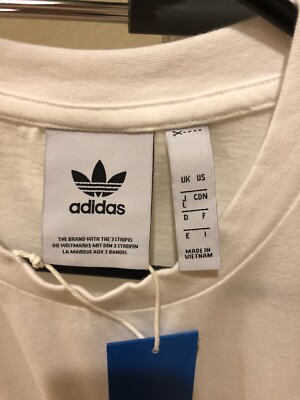 adidas
THE BRAND WITH THE 3 STRIPES
DIE WELTMARKE MIT DEN 3 STREIFEN
LA MARQUE AUX 3 BANDES
UK US
J/L CDN
D F
E I
MADE IN
VIETNAM